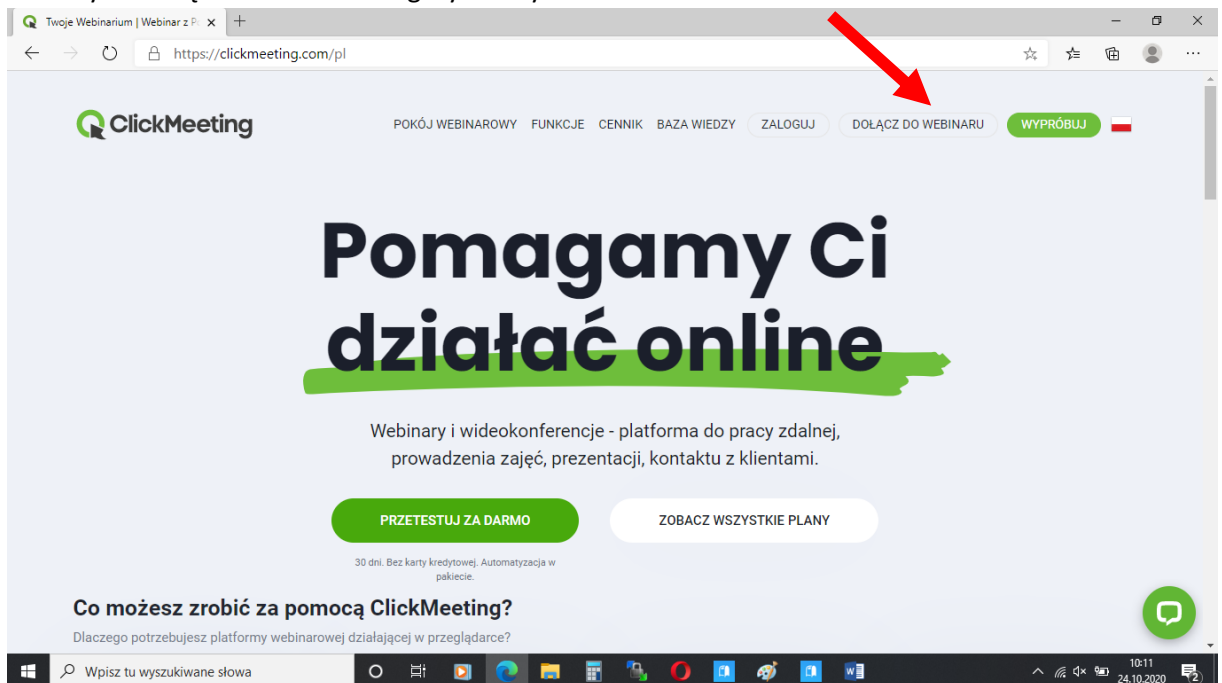 Twoje Webinarium | Webinar z Po
https://clickmeeting.com/pl
ClickMeeting
POKÓJ WEBINAROWY FUNKCJE CENNIK BAZA WIEDZY ZALOGUJ DOŁĄCZ DO WEBINARU WYPRÓBUJ
Pomagamy Ci
działać online
Webinary i wideokonferencje - platforma do pracy zdalnej,
prowadzenia zajęć, prezentacji, kontaktu z klientami.
PRZETESTUJ ZA DARMO ZOBACZ WSZYSTKIE PLANY
30 dni. Bez karty kredytowej. Automatyzacja w
pakiecie.
Co możesz zrobić za pomocą ClickMeeting?
Dlaczego potrzebujesz platformy webinarowej działającej w przeglądarce?
Wpisz tu wyszukiwane słowa
10:11
24.10.2020
2